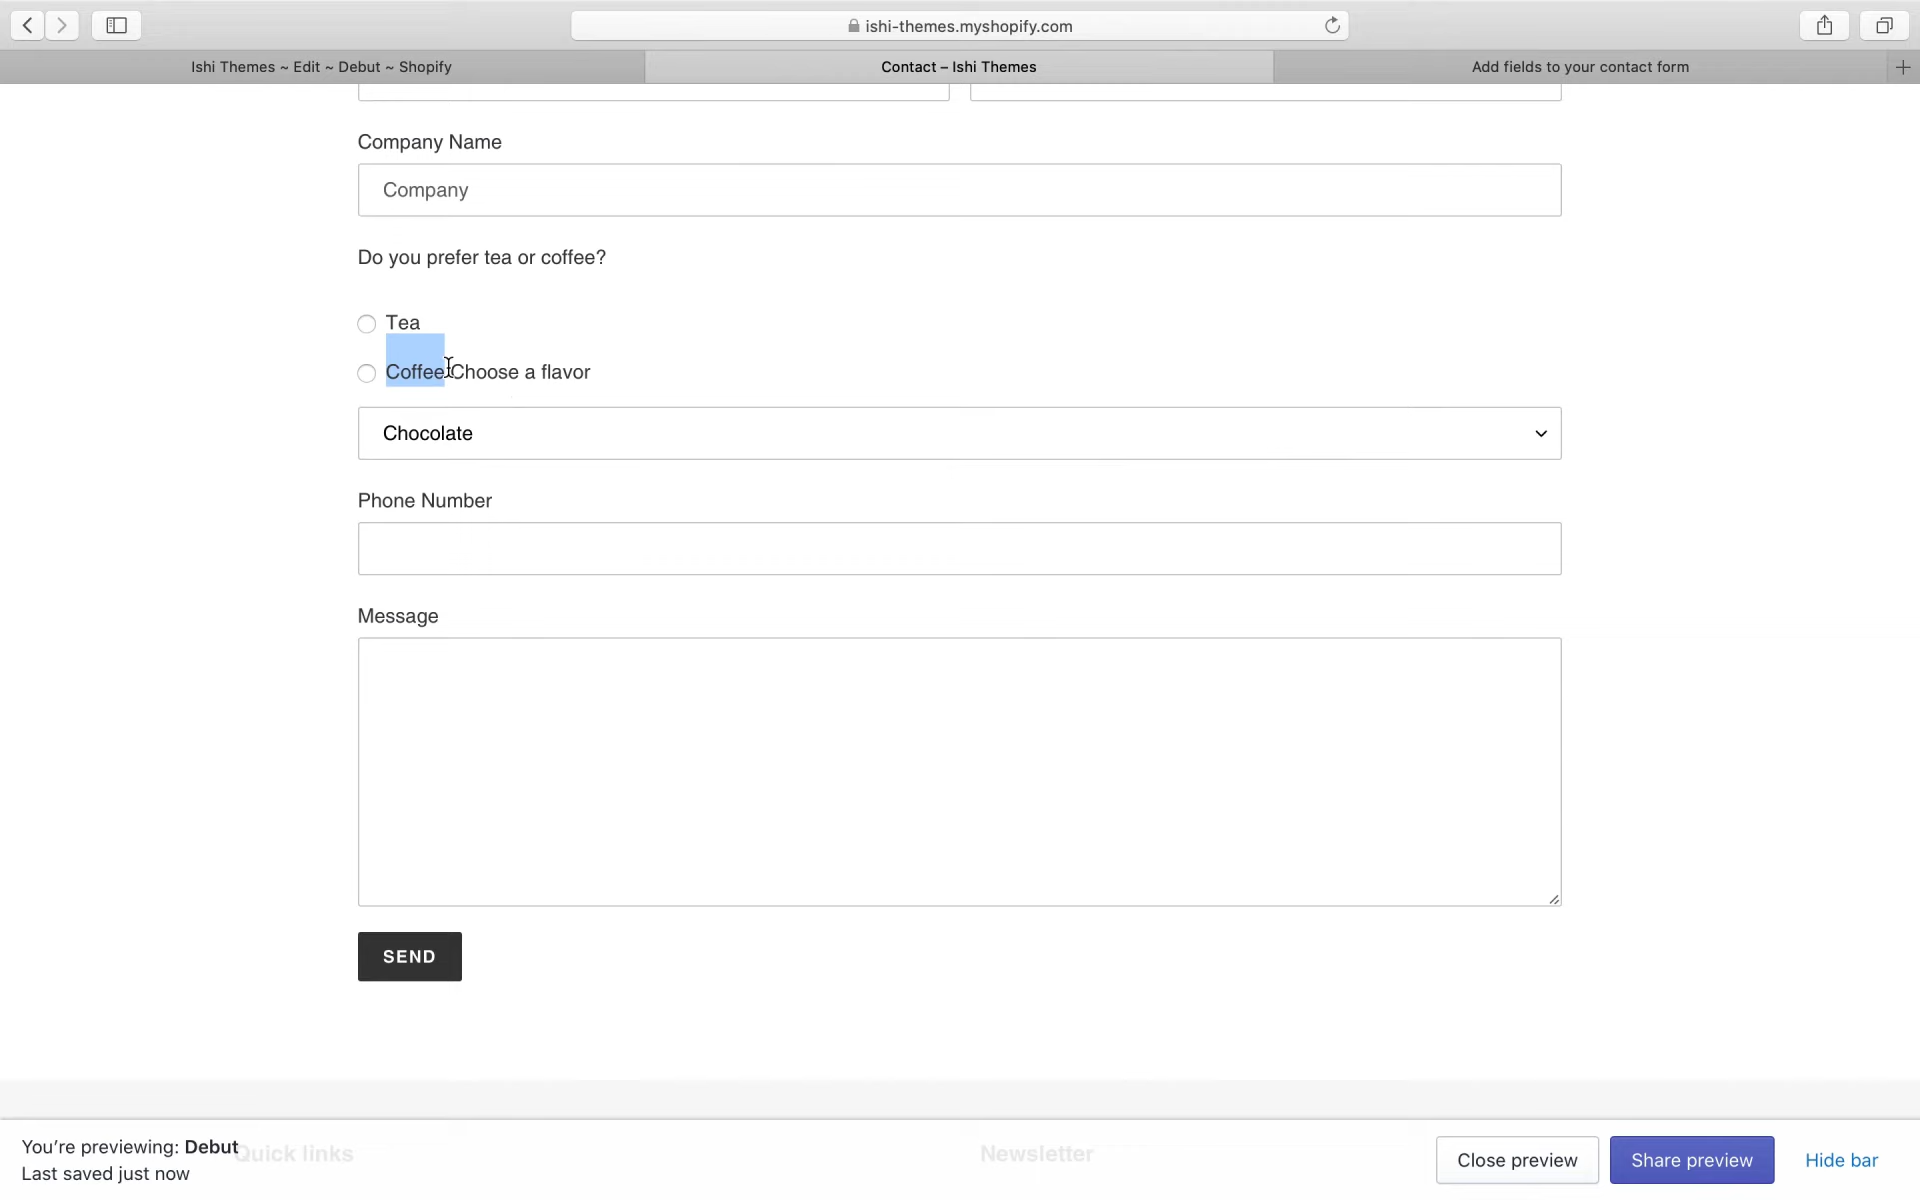 ishi-themes.myshopify.com
Ishi Themes ~ Edit ~ Debut ~ Shopify
Contact – Ishi Themes
Add fields to your contact form
Company Name
Company
Do you prefer tea or coffee?
Tea
Coffee Choose a flavor
Chocolate
Phone Number
Message
SEND
Quick links
Newsletter
You’re previewing: Debut
Last saved just now
Close preview
Share preview
Hide bar